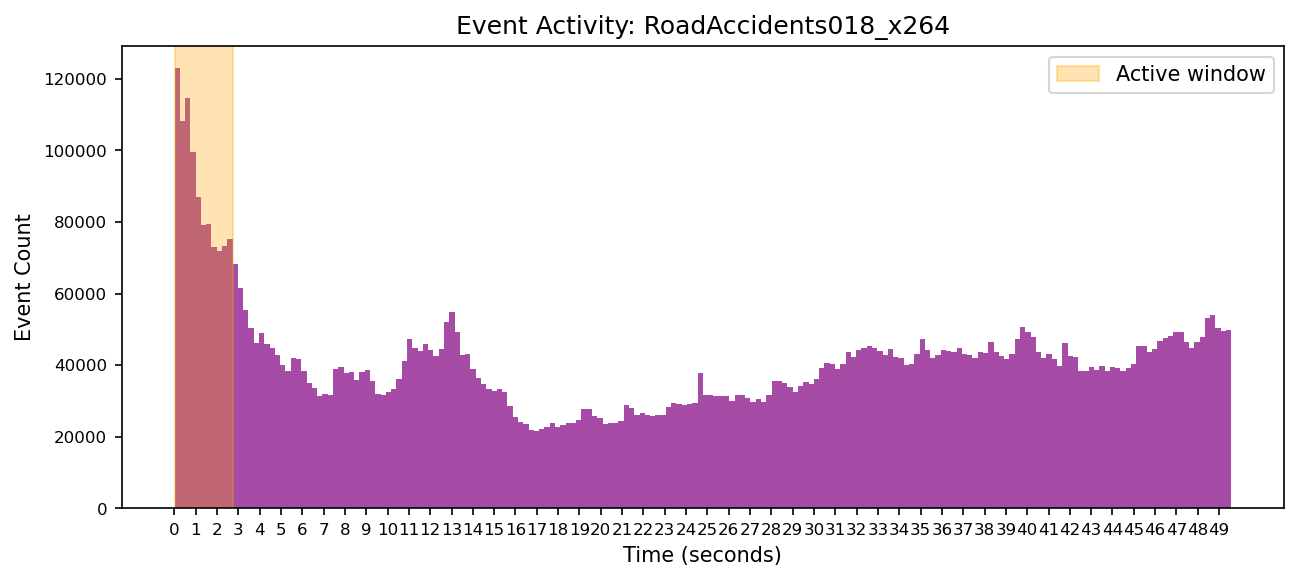 Event Activity: RoadAccidents018_x264
Active window
120000
100000
80000
60000
40000
20000
0
Event Count
0 1 2 3 4 5 6 7 8 9 10 11 12 13 14 15 16 17 18 19 20 21 22 23 24 25 26 27 28 29 30 31 32 33 34 35 36 37 38 39 40 41 42 43 44 45 46 47 48 49
Time (seconds)